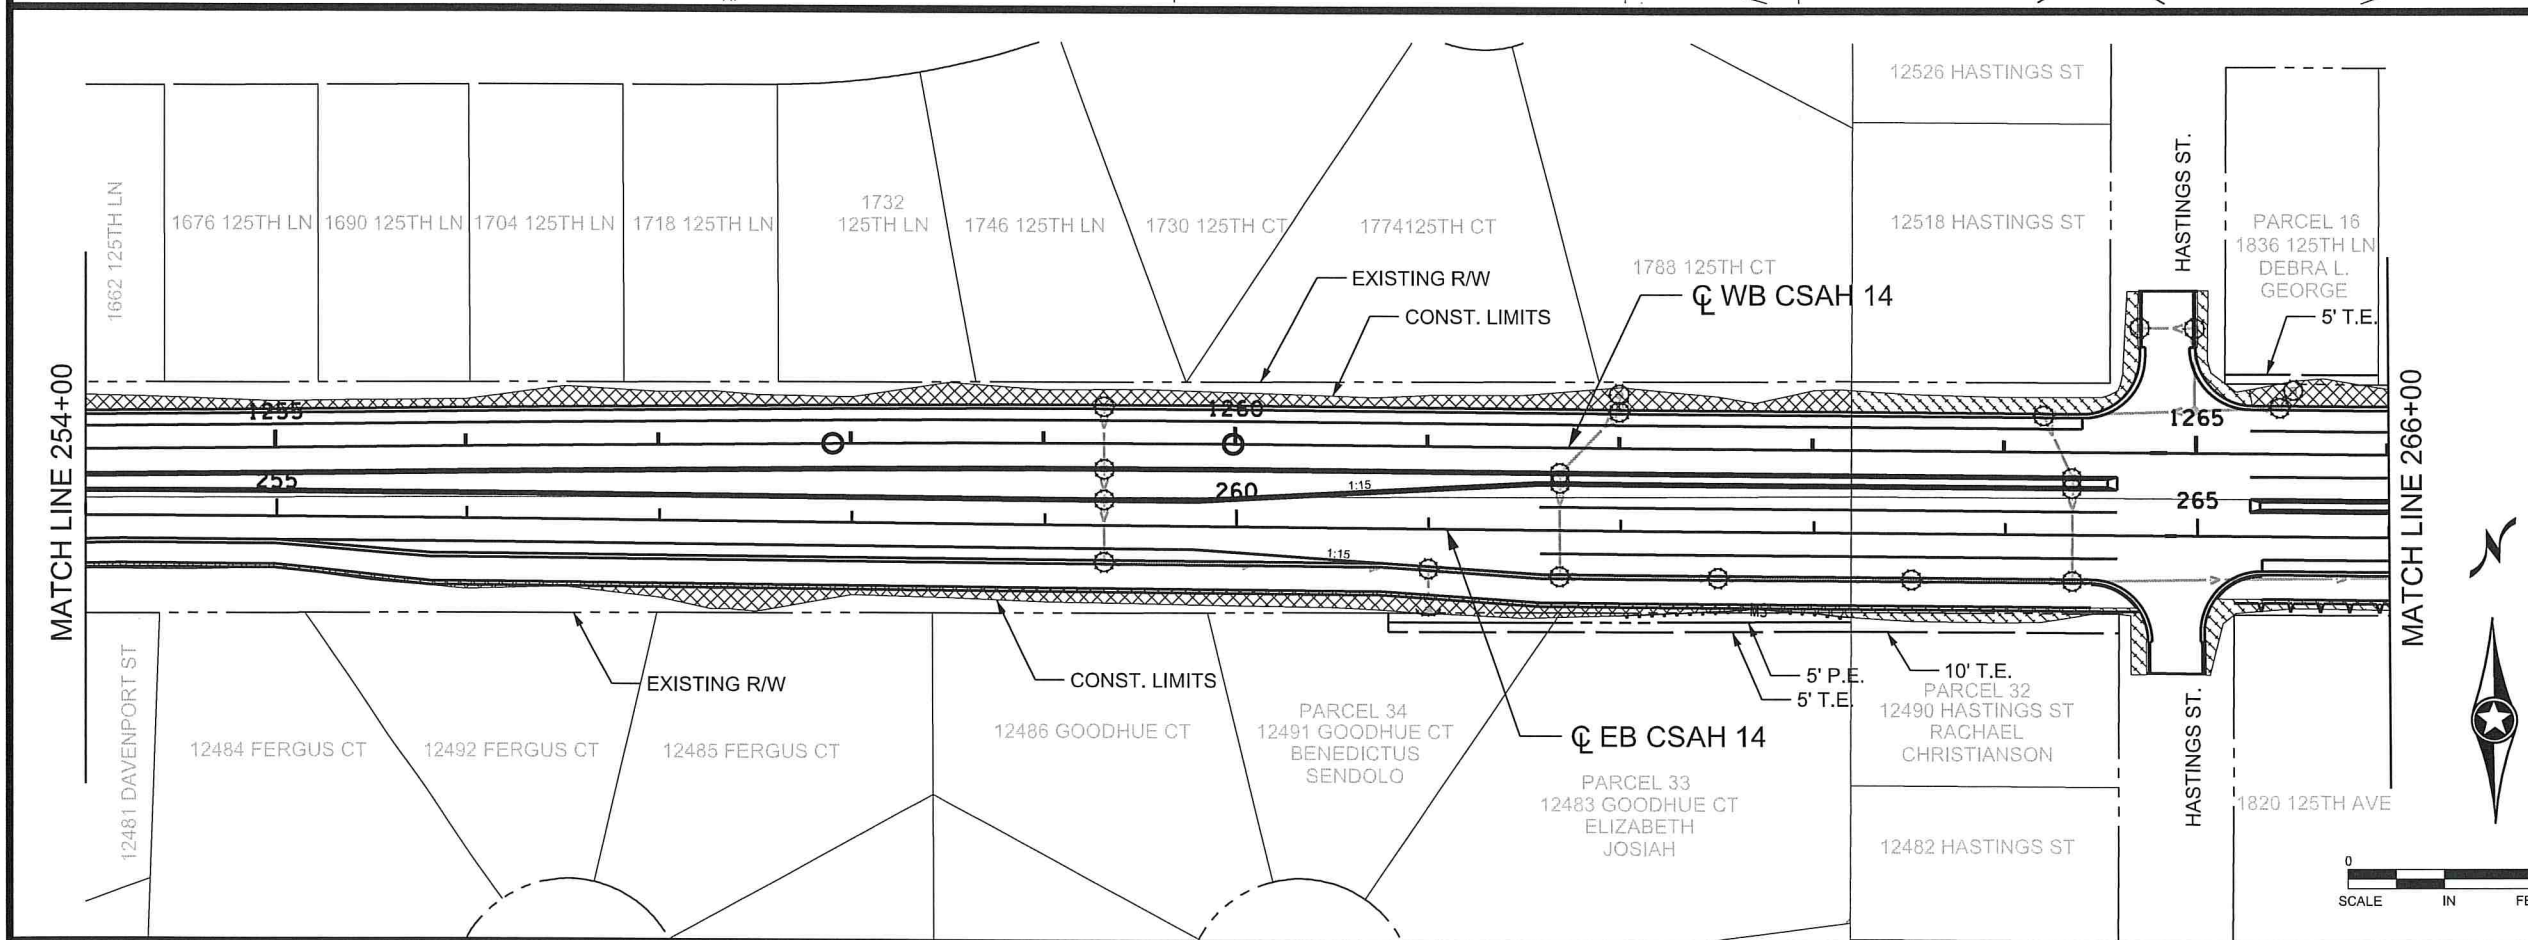 12526 HASTINGS ST
HASTINGS ST.
1662 125TH LN
1676 125TH LN
1690 125TH LN
1704 125TH LN
1718 125TH LN
1732
125TH LN
1746 125TH LN
1730 125TH CT
1774125TH CT
12518 HASTINGS ST
PARCEL 16
1836 125TH LN
DEBRA L.
GEORGE
5' T.E.
1788 125TH CT
EXISTING R/W
℄ WB CSAH 14
CONST. LIMITS
MATCH LINE 254+00
MATCH LINE 266+00
1255
1260
1265
255
260
265
1:15
1:15
N
EXISTING R/W
CONST. LIMITS
5' P.E.
5' T.E.
10' T.E.
PARCEL 32
12490 HASTINGS ST
RACHAEL
CHRISTIANSON
12481 DAVENPORT ST
12484 FERGUS CT
12492 FERGUS CT
12485 FERGUS CT
12486 GOODHUE CT
PARCEL 34
12491 GOODHUE CT
BENEDICTUS
SENDOLO
℄ EB CSAH 14
PARCEL 33
12483 GOODHUE CT
ELIZABETH
JOSIAH
HASTINGS ST.
1820 125TH AVE
12482 HASTINGS ST
0
SCALE IN